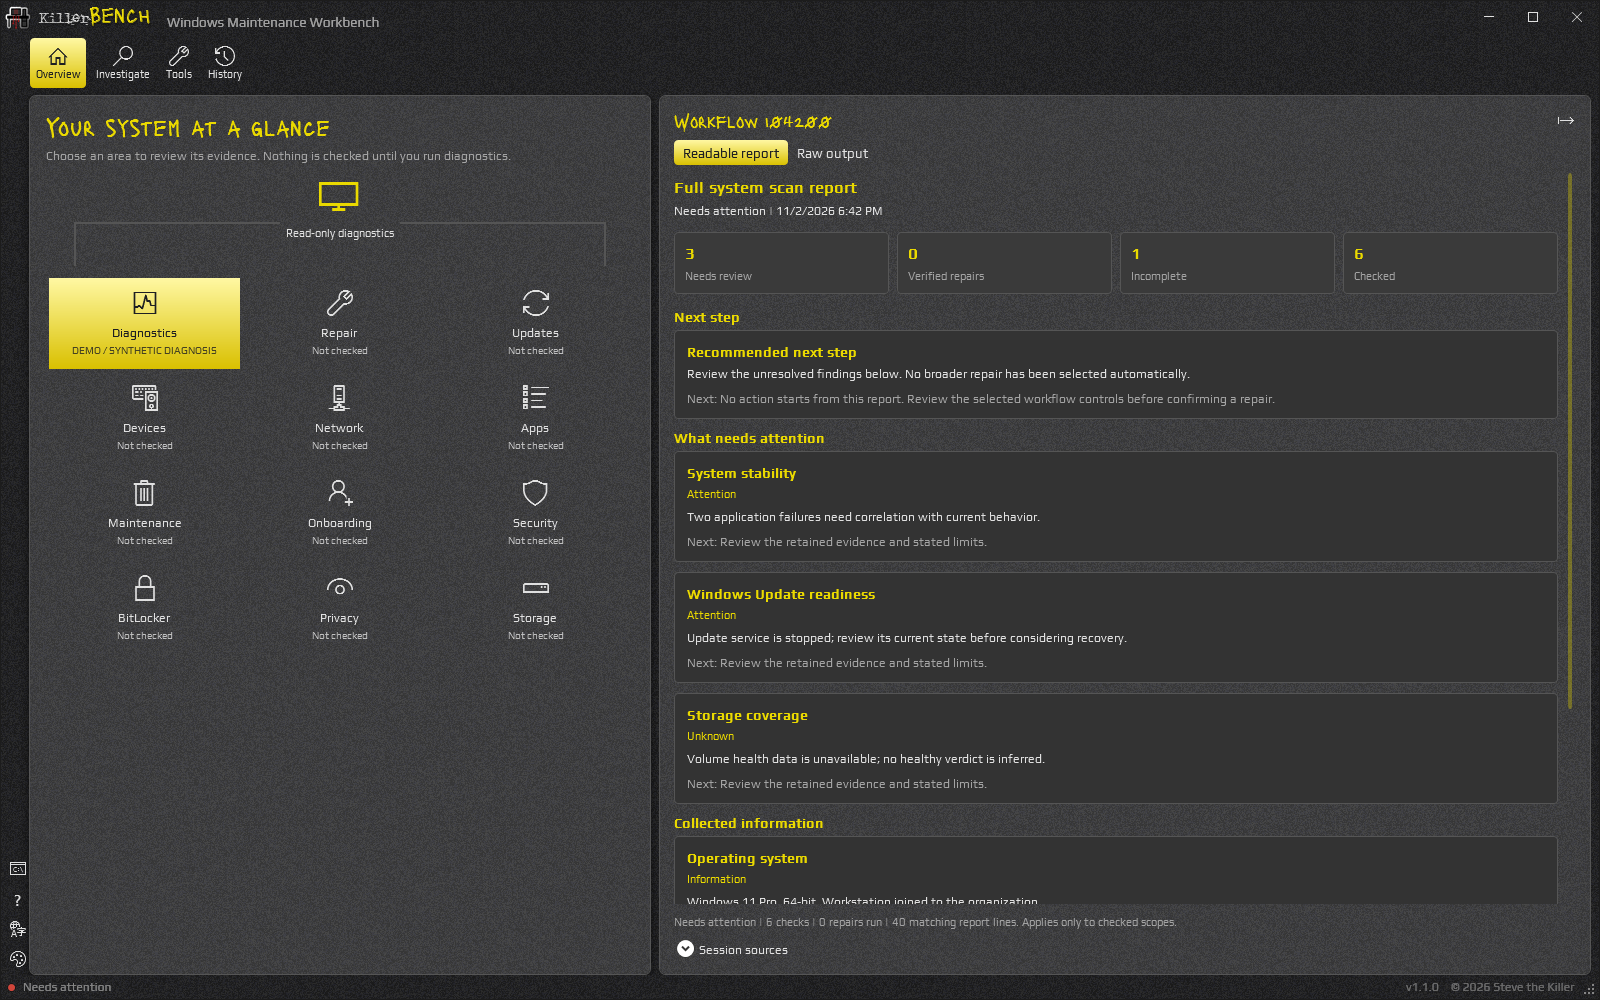 KillerBENCH Windows Maintenance Workbench
Overview
Investigate
Tools
History
YOUR SYSTEM AT A GLANCE
Choose an area to review its evidence. Nothing is checked until you run diagnostics.
Read-only diagnostics
Diagnostics
DEMO / SYNTHETIC DIAGNOSIS
Repair
Not checked
Updates
Not checked
Devices
Not checked
Network
Not checked
Apps
Not checked
Maintenance
Not checked
Onboarding
Not checked
Security
Not checked
BitLocker
Not checked
Privacy
Not checked
Storage
Not checked
WORKFLOW 104200
Readable report
Raw output
Full system scan report
Needs attention | 11/2/2026 6:42 PM
3
Needs review
0
Verified repairs
1
Incomplete
6
Checked
Next step
Recommended next step
Review the unresolved findings below. No broader repair has been selected automatically.
Next: No action starts from this report. Review the selected workflow controls before confirming a repair.
What needs attention
System stability
Attention
Two application failures need correlation with current behavior.
Next: Review the retained evidence and stated limits.
Windows Update readiness
Attention
Update service is stopped; review its current state before considering recovery.
Next: Review the retained evidence and stated limits.
Storage coverage
Unknown
Volume health data is unavailable; no healthy verdict is inferred.
Next: Review the retained evidence and stated limits.
Collected information
Operating system
Information
Windows 11 Pro, 64-bit. Workstation joined to the organization.
Needs attention | 6 checks | 0 repairs run | 40 matching report lines. Applies only to checked scopes.
Session sources
Needs attention
v1.1.0 © 2026 Steve the Killer